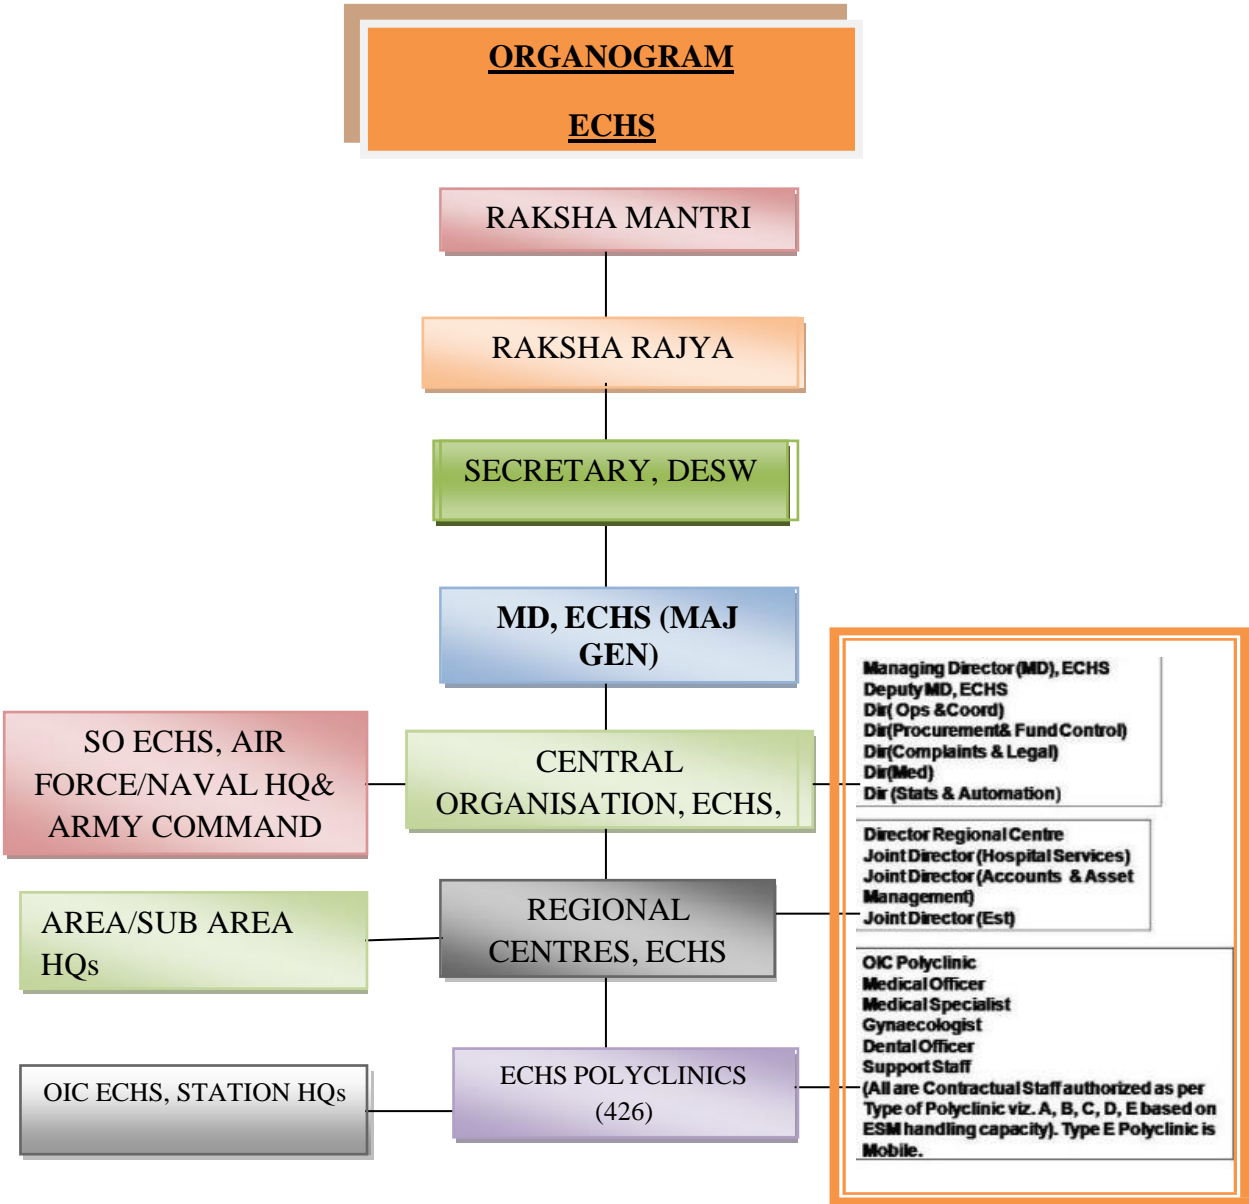 ORGANOGRAM
ECHS
RAKSHA MANTRI
RAKSHA RAJYA
SECRETARY, DESW
MD, ECHS (MAJ
GEN)
SO ECHS, AIR
FORCE/NAVAL HQ&
ARMY COMMAND
CENTRAL
ORGANISATION, ECHS,
Managing Director (MD), ECHS
Deputy MD, ECHS
Dir( Ops &Coord)
Dir(Procurement& Fund Control)
Dir(Complaints & Legal)
Dir(Med)
Dir (Stats & Automation)
AREA/SUB AREA
HQs
REGIONAL
CENTRES, ECHS
Director Regional Centre
Joint Director (Hospital Services)
Joint Director (Accounts & Asset
Management)
Joint Director (Est)
OIC ECHS, STATION HQs
ECHS POLYCLINICS
(426)
OIC Polyclinic
Medical Officer
Medical Specialist
Gynaecologist
Dental Officer
Support Staff
(All are Contractual Staff authorized as per
Type of Polyclinic viz. A, B, C, D, E based on
ESM handling capacity). Type E Polyclinic is
Mobile.